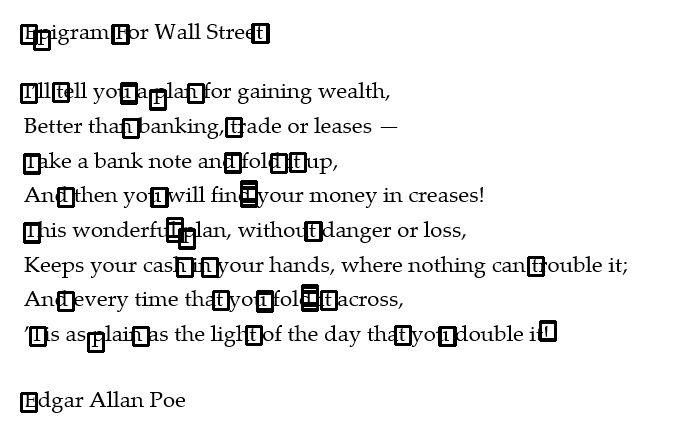 Epigram For Wall Street
I'll tell you a plan for gaining wealth,
Better than banking, trade or leases —
Take a bank note and fold it up,
And then you will find your money in creases!
This wonderful plan, without danger or loss,
Keeps your cash in your hands, where nothing can trouble it;
And every time that you fold it across,
'Tis as plain as the light of the day that you double it!
Edgar Allan Poe